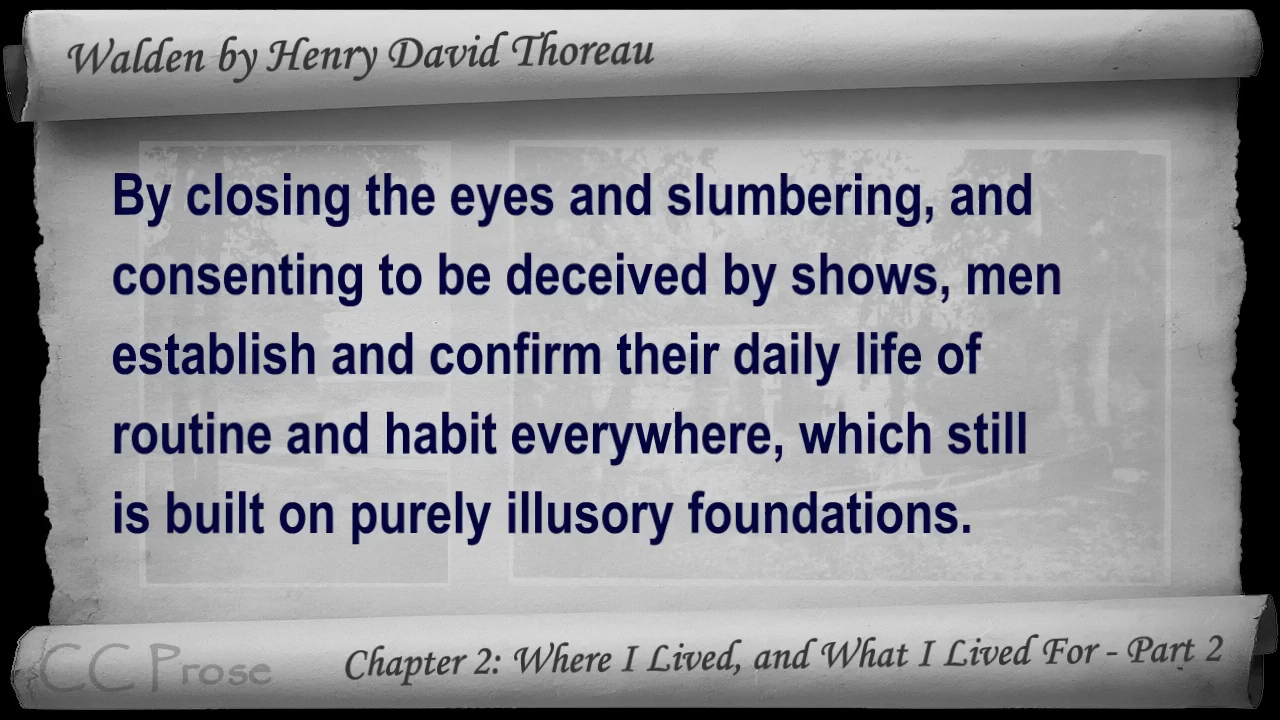 Walden by Henry David Thoreau
By closing the eyes and slumbering, and
consenting to be deceived by shows, men
establish and confirm their daily life of
routine and habit everywhere, which still
is built on purely illusory foundations.
CC Prose
Chapter 2: Where I Lived, and What I Lived For - Part 2